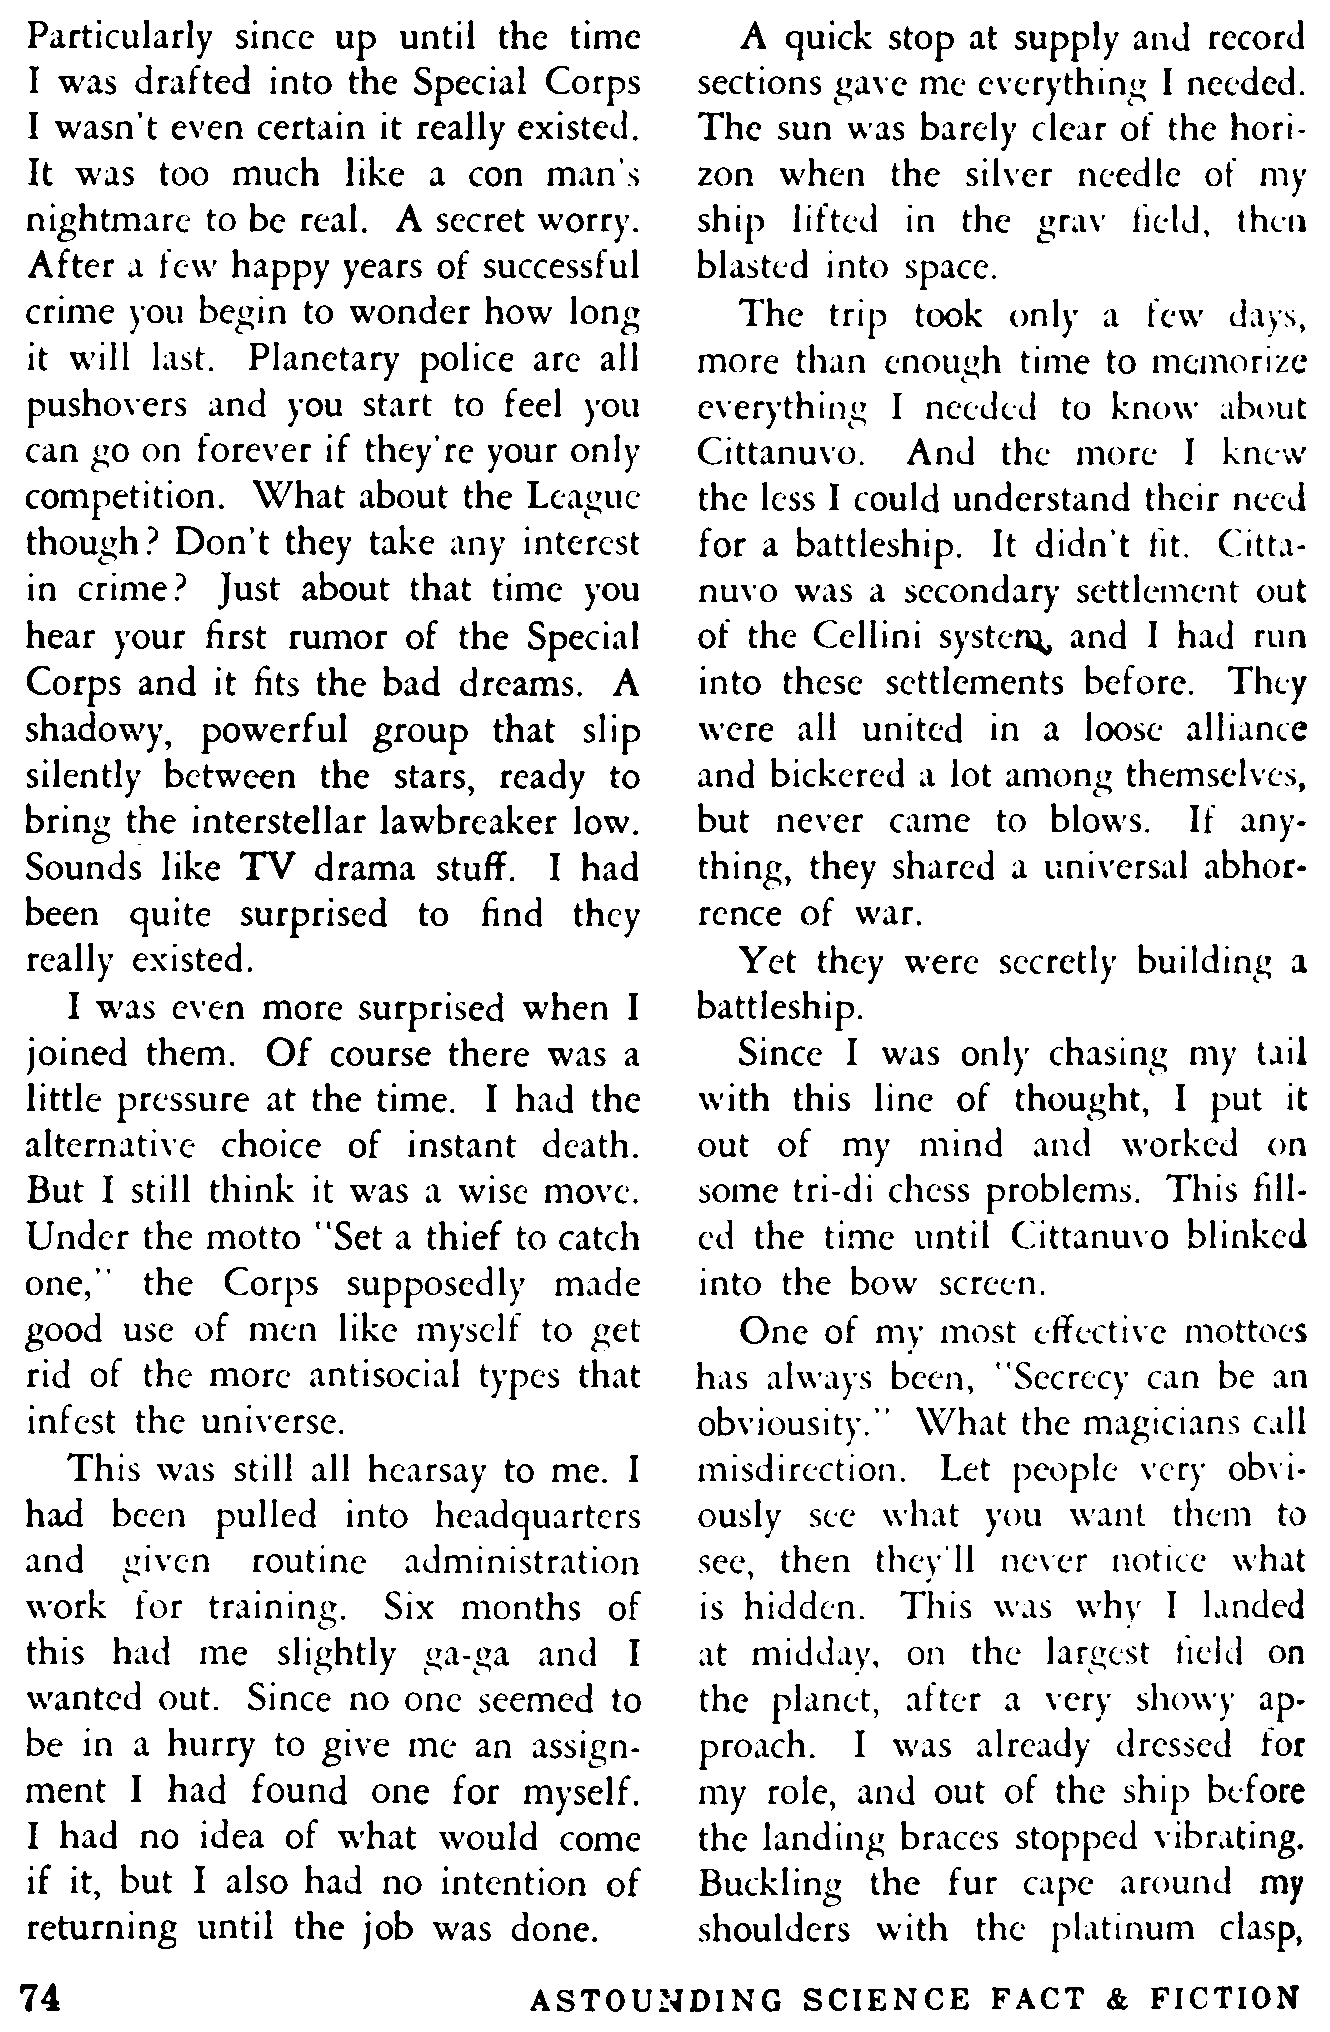 Particularly since up until the time
I was drafted into the Special Corps
I wasn't even certain it really existed.
It was too much like a con man's
nightmare to be real. A secret worry.
After a few happy years of successful
crime you begin to wonder how long
it will last. Planetary police are all
pushovers and you start to feel you
can go on forever if they're your only
competition. What about the League
though? Don't they take any interest
in crime? Just about that time you
hear your first rumor of the Special
Corps and it fits the bad dreams. A
shadowy, powerful group that slip
silently between the stars, ready to
bring the interstellar lawbreaker low.
Sounds like TV drama stuff. I had
been quite surprised to find they
really existed.
I was even more surprised when I
joined them. Of course there was a
little pressure at the time. I had the
alternative choice of instant death.
But I still think it was a wise move.
Under the motto "Set a thief to catch
one," the Corps supposedly made
good use of men like myself to get
rid of the more antisocial types that
infest the universe.
This was still all hearsay to me. I
had been pulled into headquarters
and given routine administration
work for training. Six months of
this had me slightly ga-ga and I
wanted out. Since no one seemed to
be in a hurry to give me an assign-
ment I had found one for myself.
I had no idea of what would come
if it, but I also had no intention of
returning until the job was done.
A quick stop at supply and record
sections gave me everything I needed.
The sun was barely clear of the hori-
zon when the silver needle of my
ship lifted in the grav field, then
blasted into space.
The trip took only a few days,
more than enough time to memorize
everything I needed to know about
Cittanuvo. And the more I knew
the less I could understand their need
for a battleship. It didn't fit. Citta-
nuvo was a secondary settlement out
of the Cellini system, and I had run
into these settlements before. They
were all united in a loose alliance
and bickered a lot among themselves,
but never came to blows. If any-
thing, they shared a universal abhor-
rence of war.
Yet they were secretly building a
battleship.
Since I was only chasing my tail
with this line of thought, I put it
out of my mind and worked on
some tri-di chess problems. This fill-
ed the time until Cittanuvo blinked
into the bow screen.
One of my most effective mottoes
has always been, "Secrecy can be an
obviousity." What the magicians call
misdirection. Let people very obvi-
ously see what you want them to
see, then they'll never notice what
is hidden. This was why I landed
at midday, on the largest field on
the planet, after a very showy ap-
proach. I was already dressed for
my role, and out of the ship before
the landing braces stopped vibrating.
Buckling the fur cape around my
shoulders with the platinum clasp,
74 ASTOUNDING SCIENCE FACT & FICTION